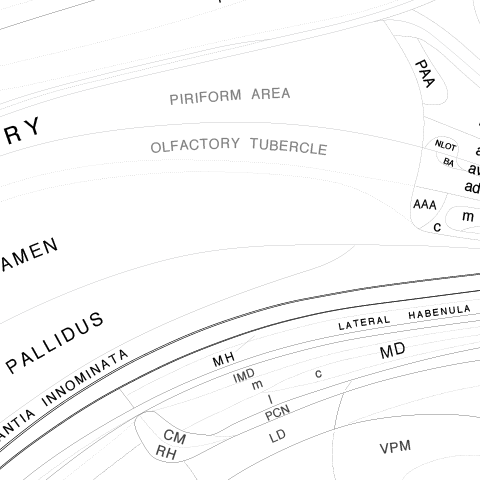 PAA
PIRIFORM AREA
RY
OLFACTORY TUBERCLE
NLOT
BA
a
av
ad
AAA
m
c
AMEN
PALLIDUS
LATERAL HABENULA
ANTIA INNOMINATA
MH
MD
IMD
m
c
l
PCN
CM
RH
LD
VPM